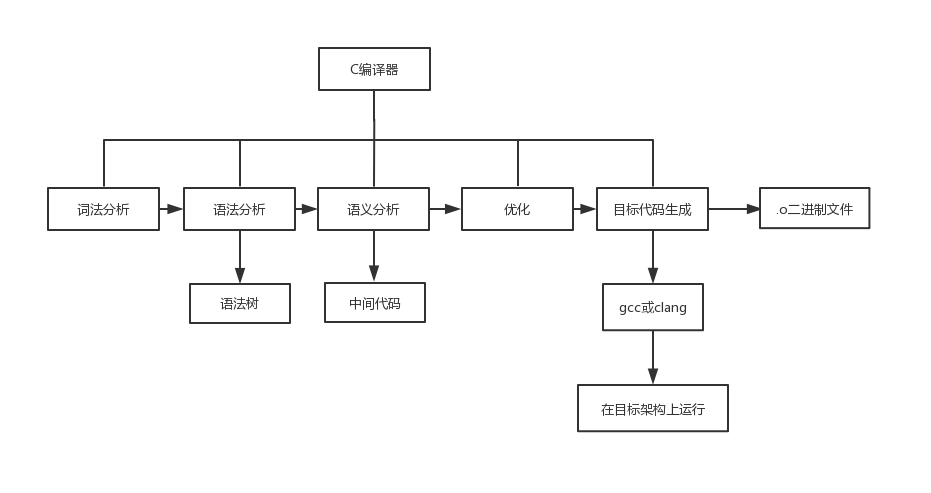 C编译器
词法分析
语法分析
语义分析
优化
目标代码生成
.o二进制文件
语法树
中间代码
gcc或clang
在目标架构上运行